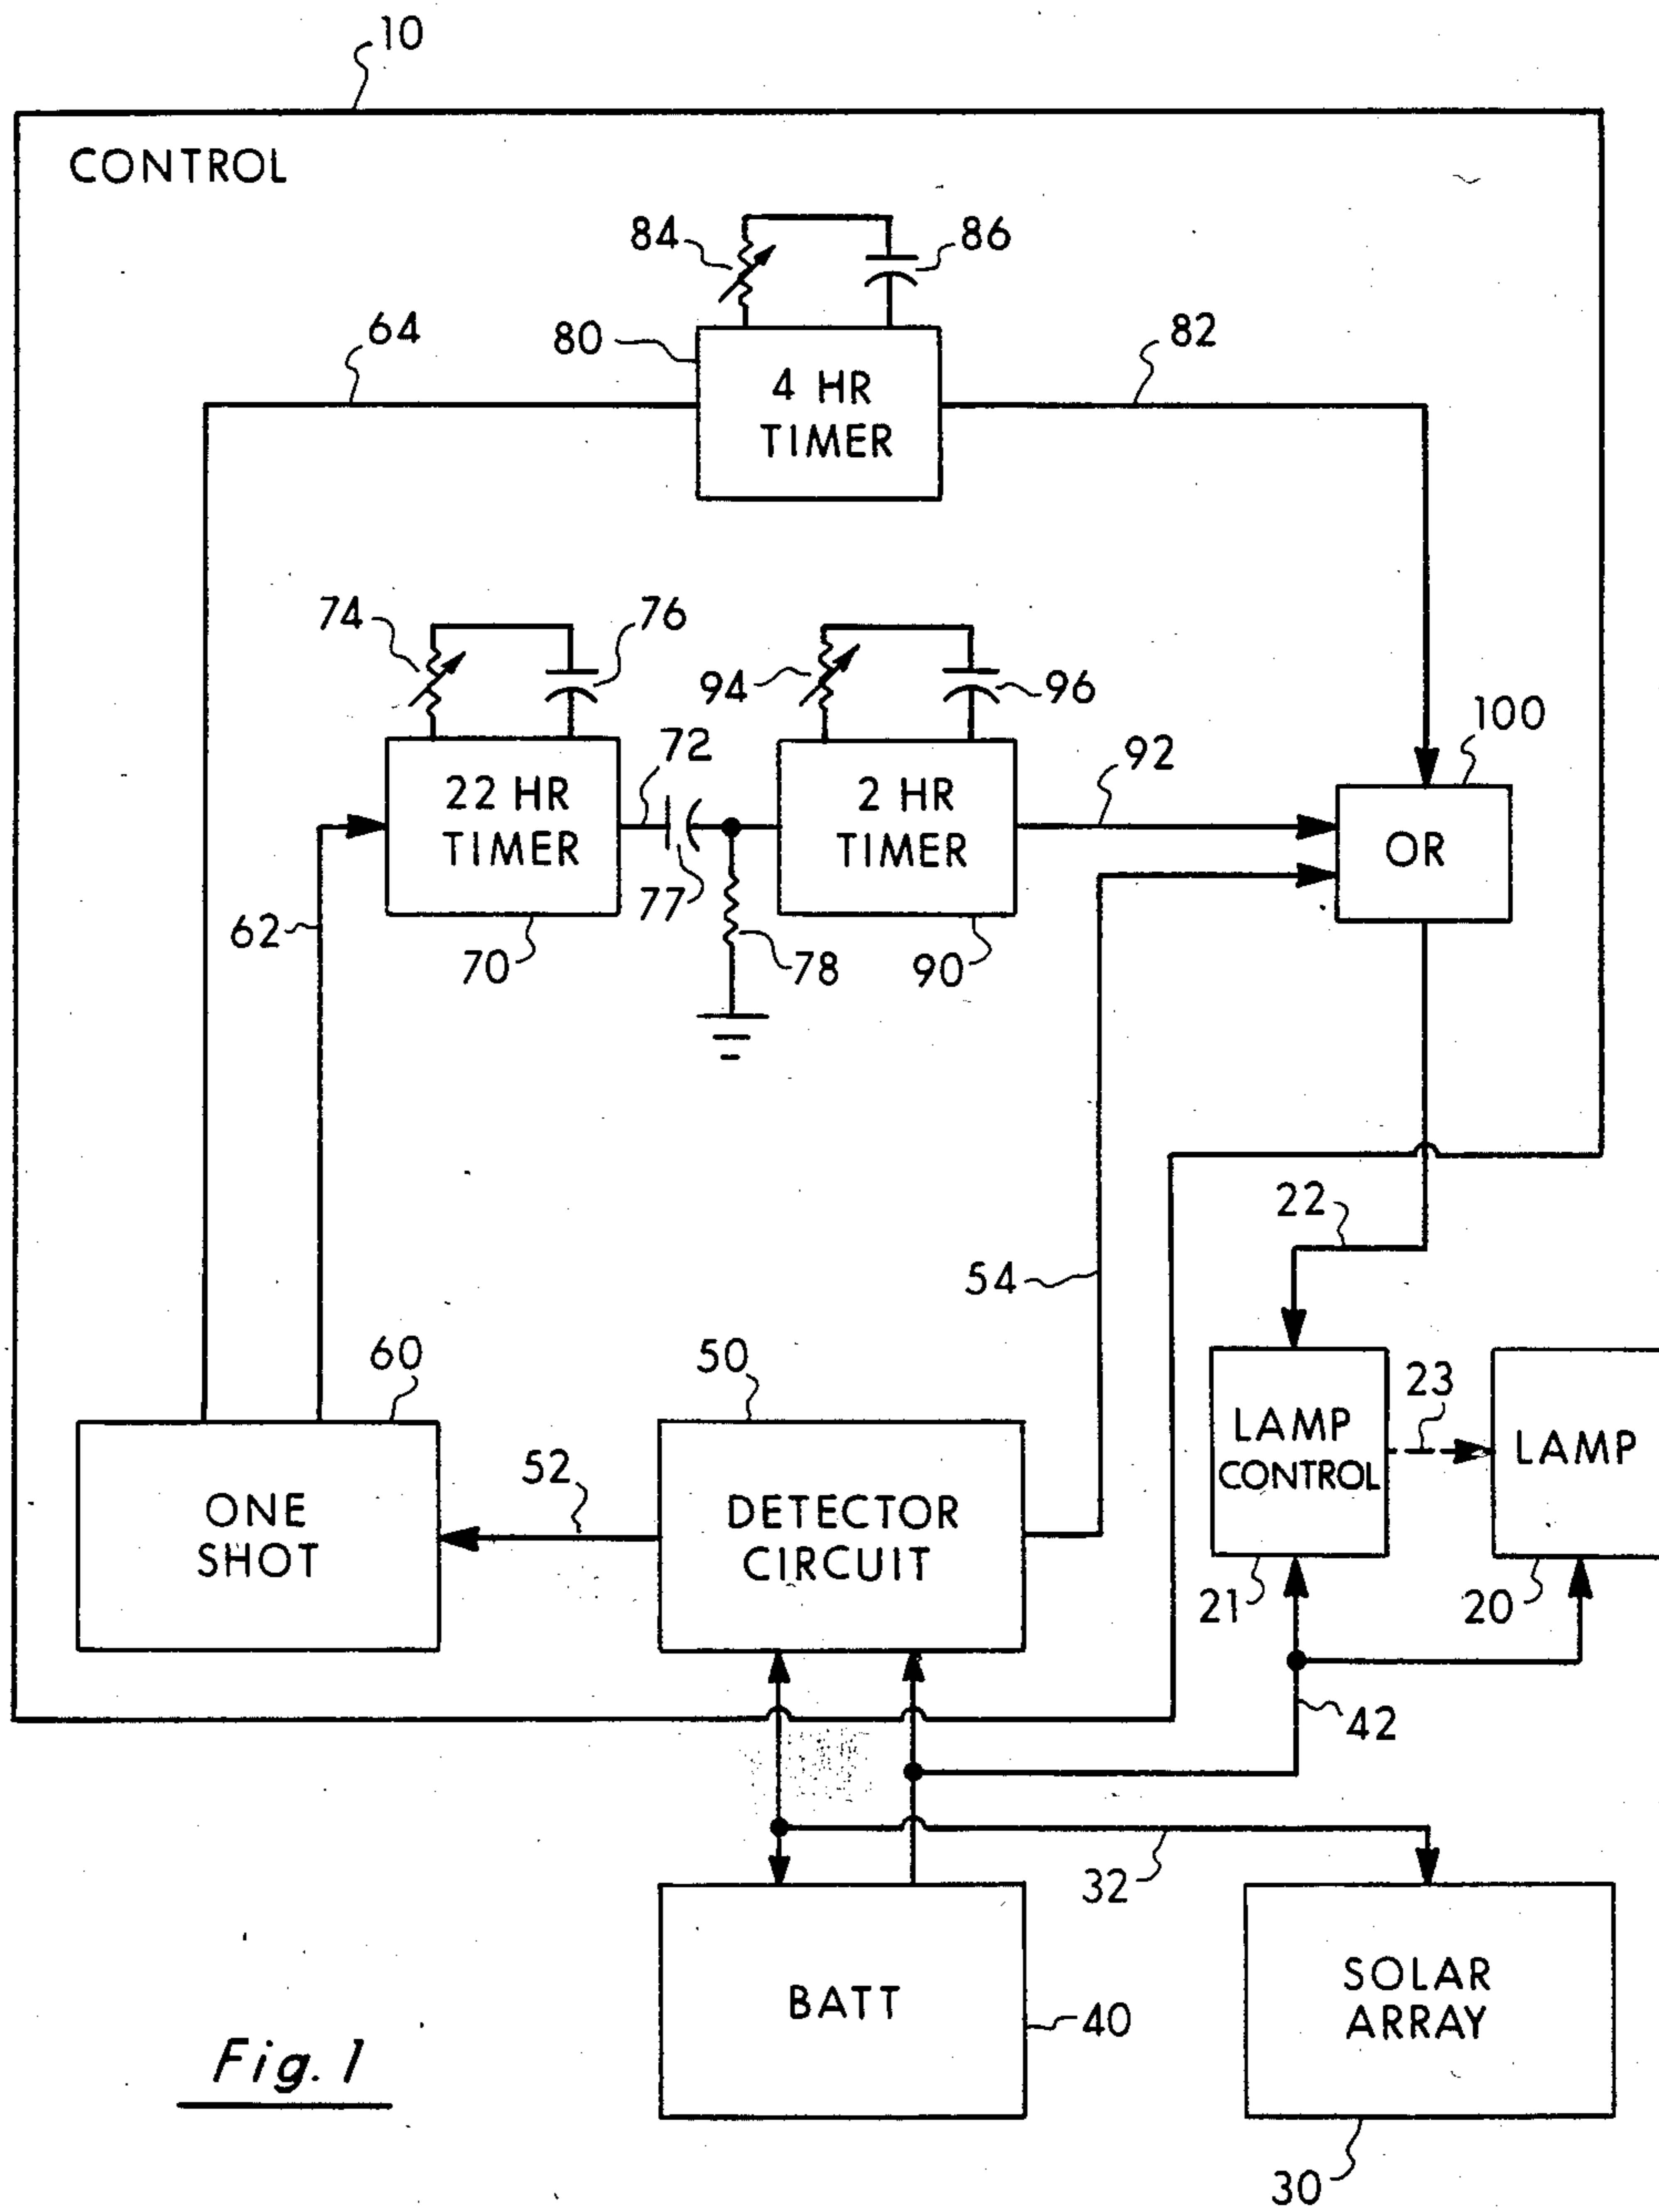 10
CONTROL
84
86
64
80
82
4 HR
TIMER
74
76
94
96
100
72
92
22 HR
TIMER
2 HR
TIMER
OR
77
62
70
78
90
22
54
60
50
23
LAMP
CONTROL
LAMP
52
ONE
SHOT
DETECTOR
CIRCUIT
21
20
42
32
SOLAR
ARRAY
BATT
40
Fig. 1
30